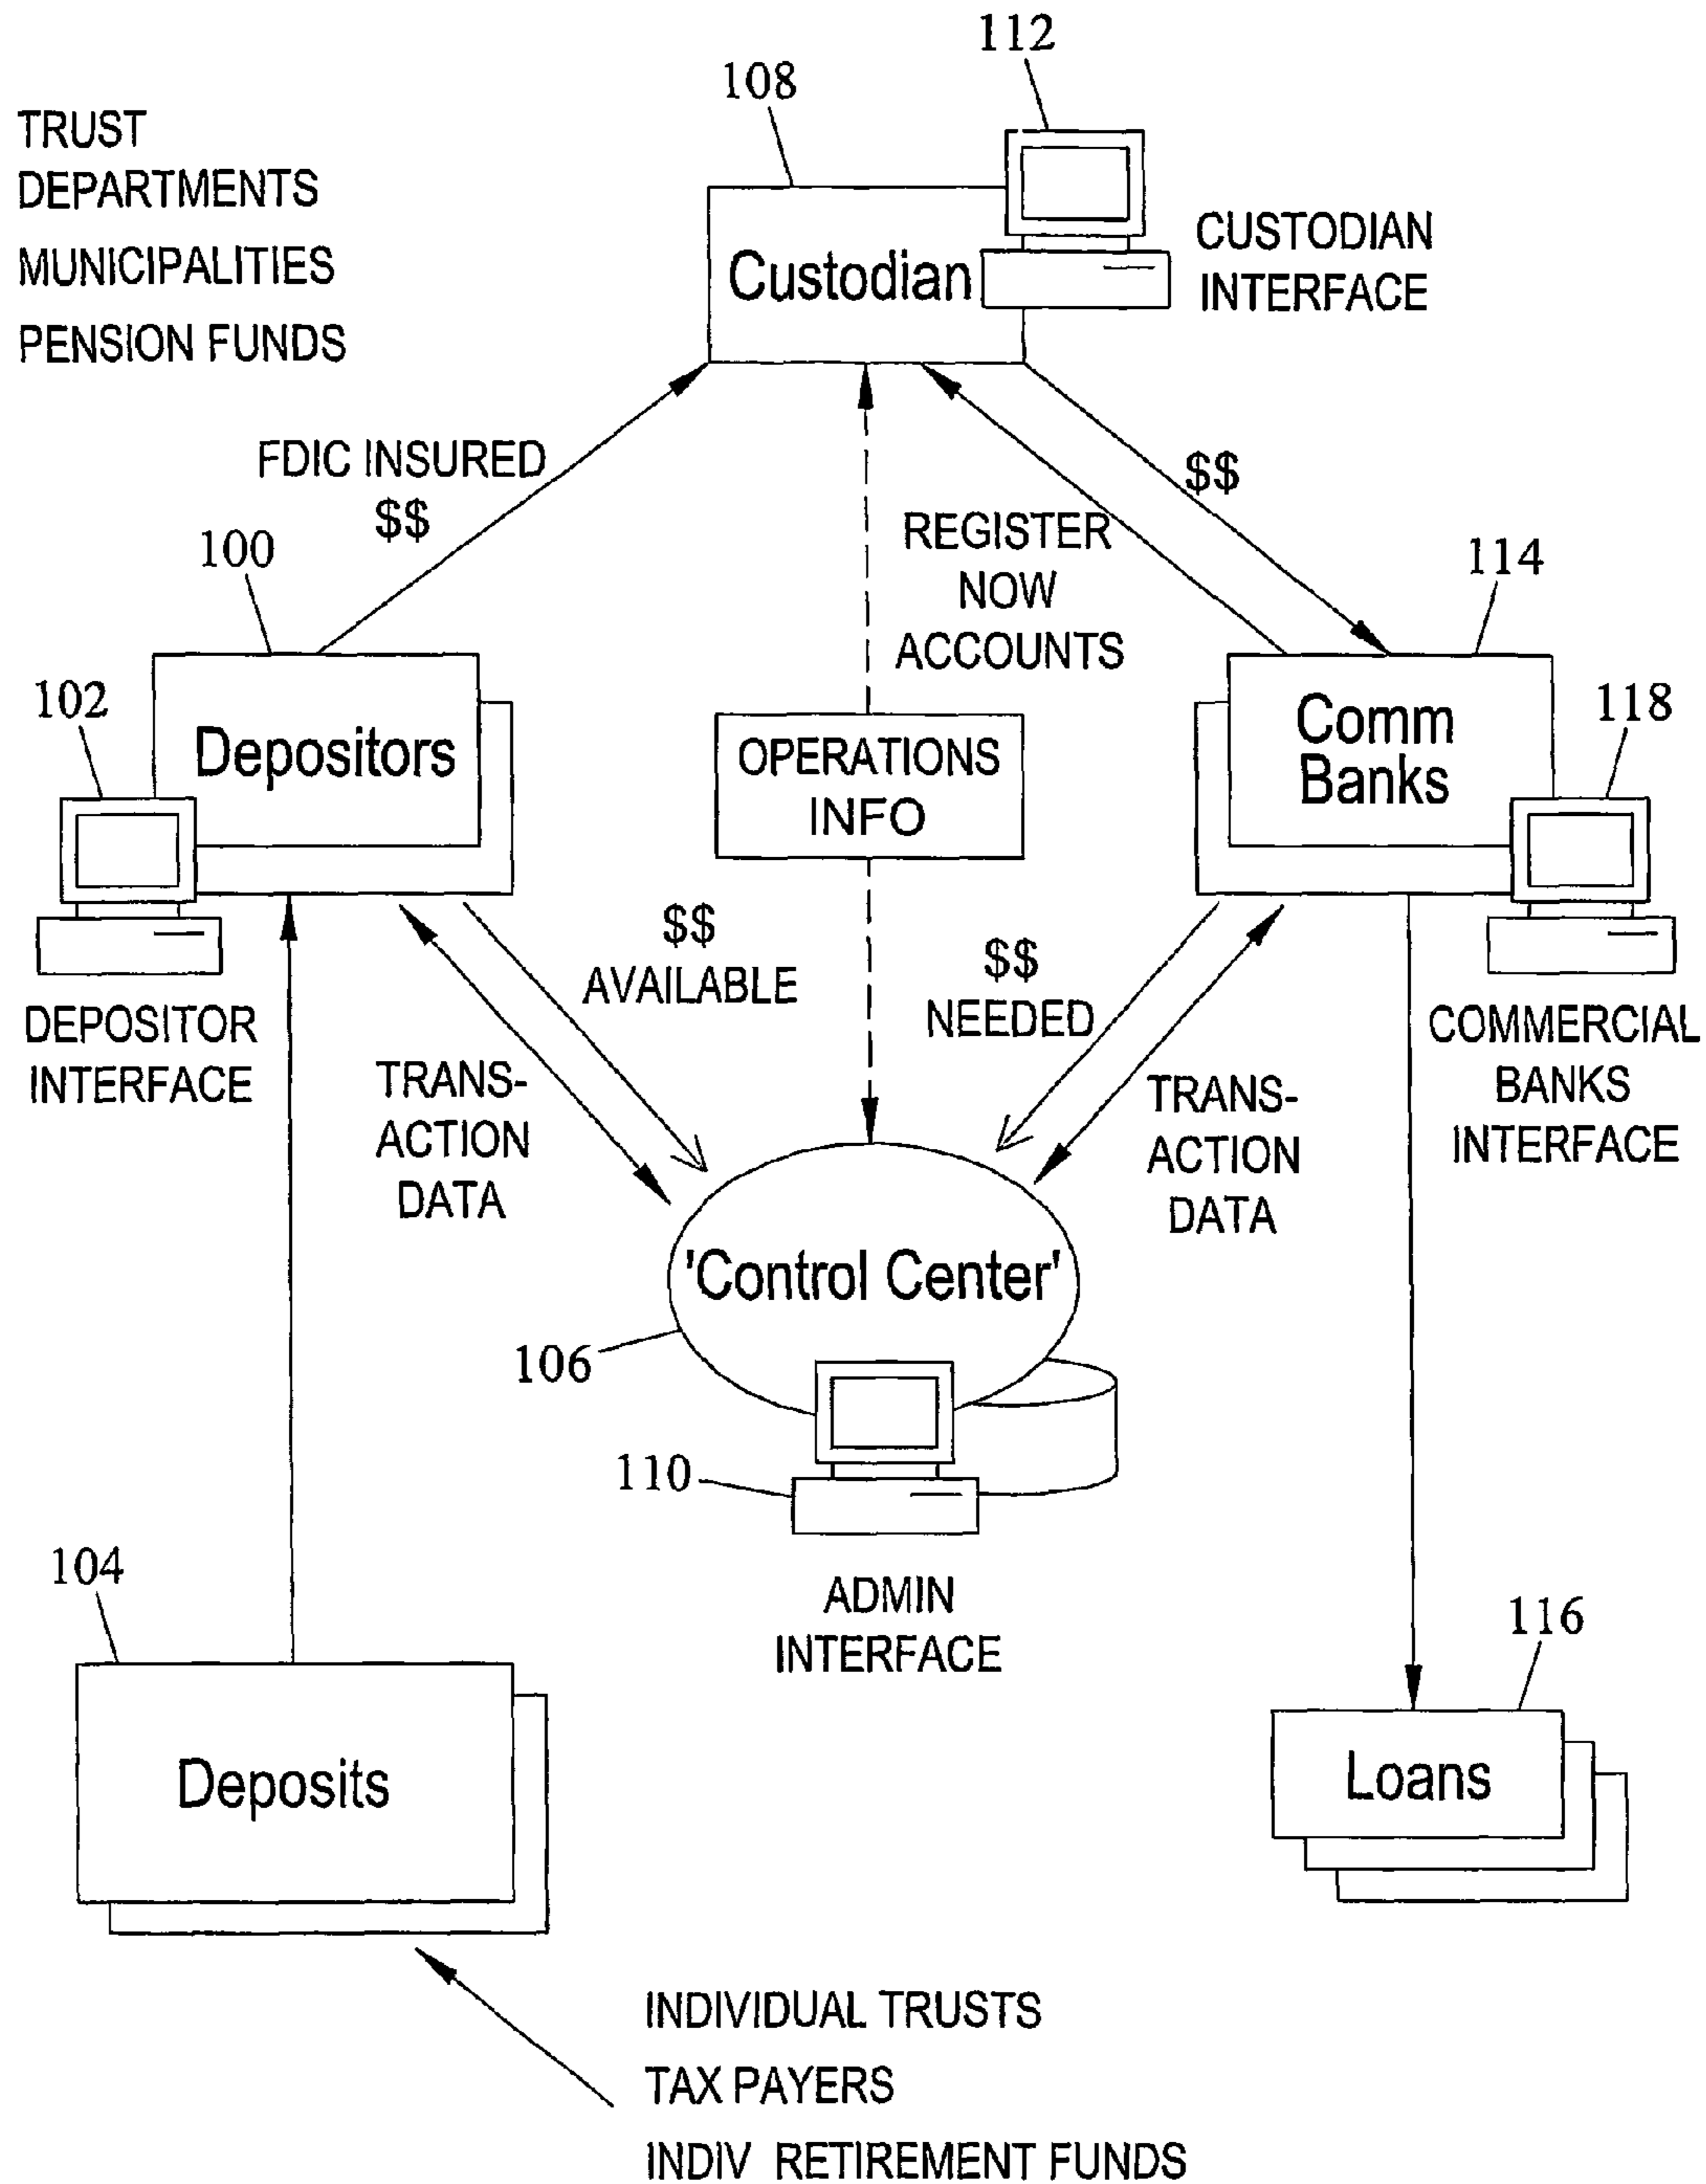 112
108
TRUST
DEPARTMENTS
MUNICIPALITIES
PENSION FUNDS
Custodian
CUSTODIAN
INTERFACE
FDIC INSURED
$$
$$
REGISTER
NOW
ACCOUNTS
100
114
102
118
Depositors
OPERATIONS
INFO
Comm
Banks
$$
AVAILABLE
$$
NEEDED
DEPOSITOR
INTERFACE
COMMERCIAL
BANKS
INTERFACE
TRANS-
ACTION
DATA
TRANS-
ACTION
DATA
'Control Center'
106
110
ADMIN
INTERFACE
104
116
Deposits
Loans
INDIVIDUAL TRUSTS
TAX PAYERS
INDIV RETIREMENT FUNDS